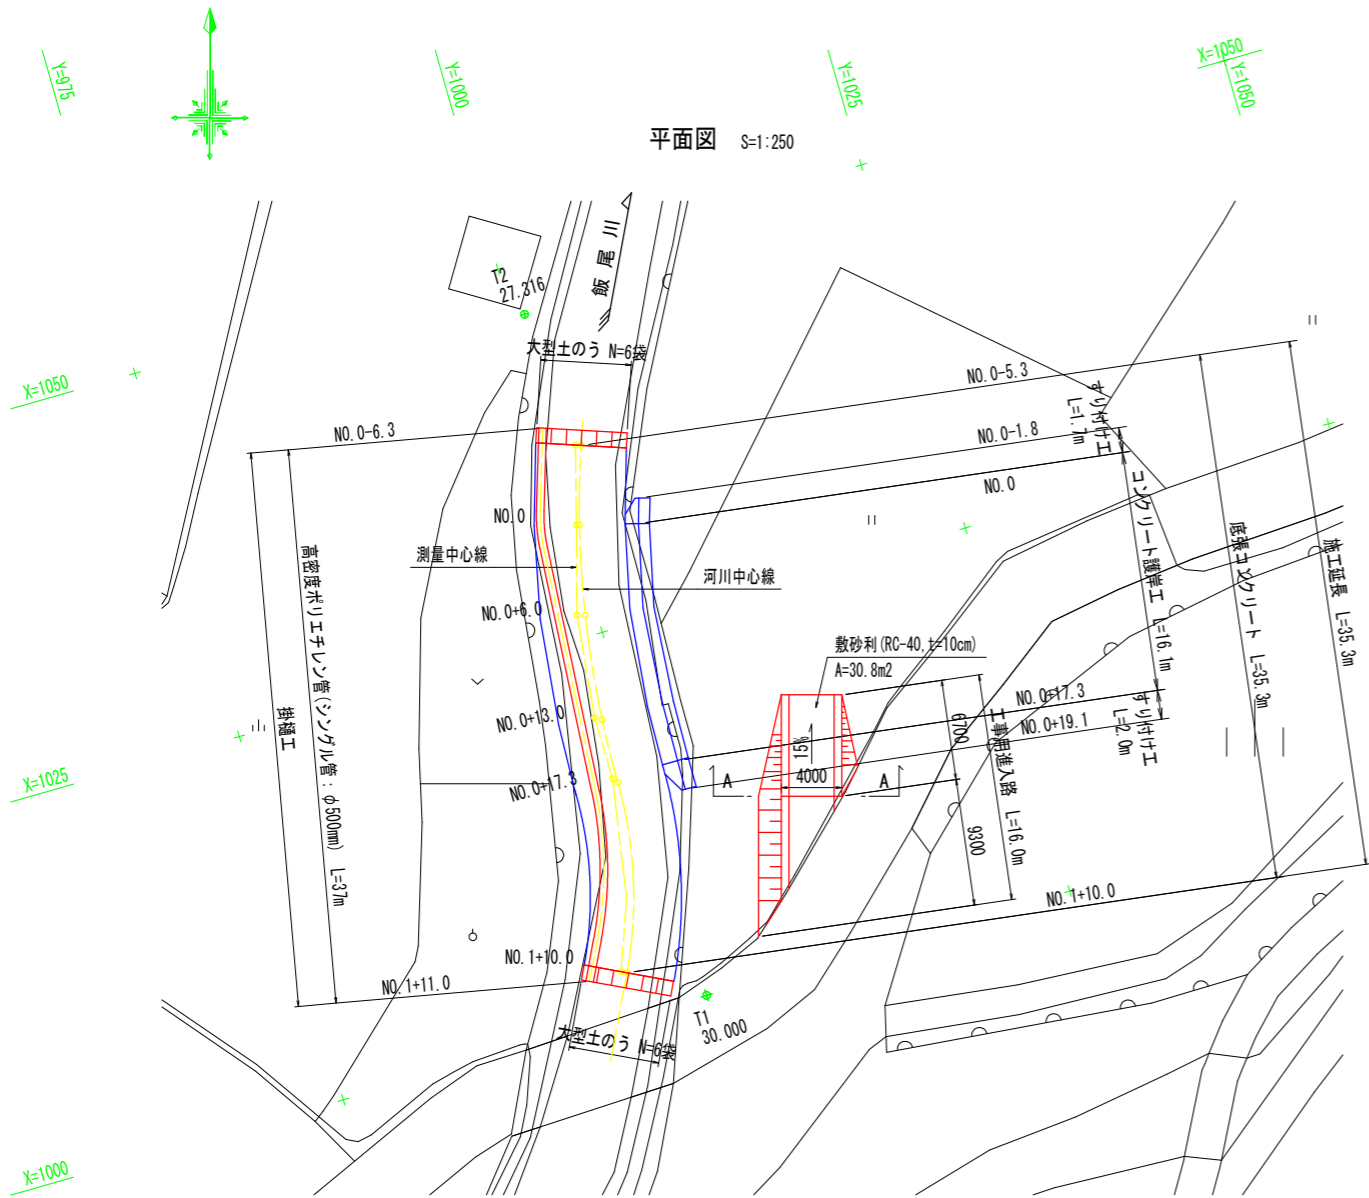 Y=975
Y=1000
Y=1025
X=1050
Y=1050
平面図 S=1:250
飯尾川
T2
27.316
大型土のう N=6袋
X=1050
NO.0-6.3
NO.0-5.3
すり付け工
L=1.7m
NO.0-1.8
NO.0
NO.0
測量中心線
河川中心線
コンクリート護岸工 L=16.1m
底張コンクリート L=35.3m
施工延長 L=35.3m
高密度ポリエチレン管(シングル管：φ500mm) L=37m
掛樋工
NO.0+6.0
敷砂利(RC-40,t=10cm)
A=30.8m2
NO.0+17.3
NO.0+13.0
NO.0+19.1
すり付け工
L=2.0m
15%
6700
工事用進入路 L=16.0m
4000
A
A
NO.0+17.3
X=1025
9300
NO.1+10.0
NO.1+10.0
NO.1+11.0
T1
30.000
大型土のう N=6袋
X=1000